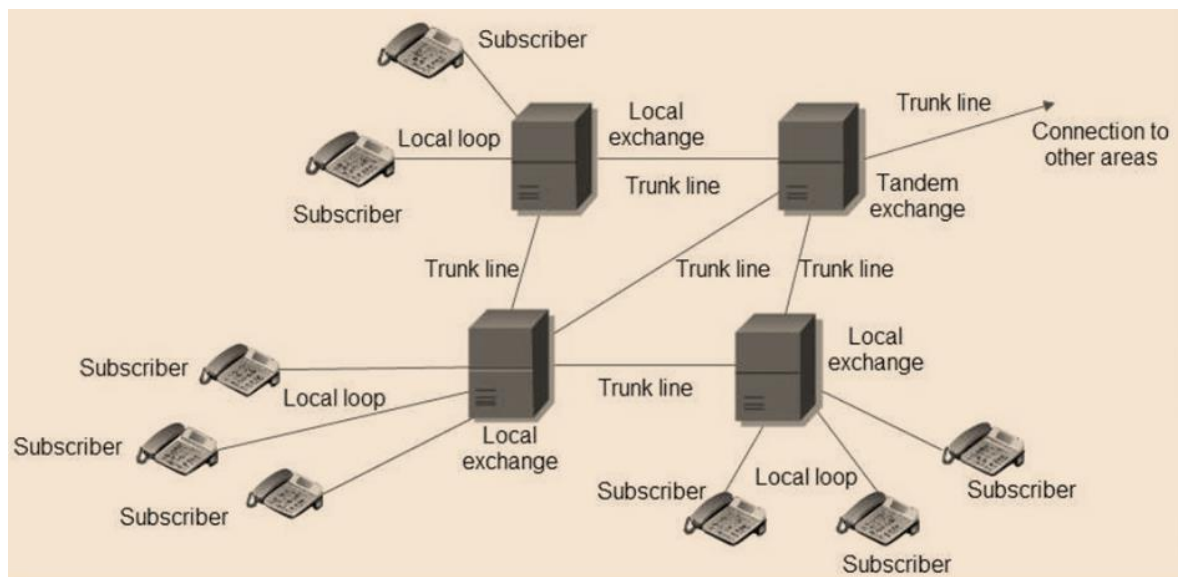 Subscriber
Trunk line
Local
exchange
Local loop
Connection to
other areas
Trunk line
Tandem
exchange
Subscriber
Trunk line
Trunk line
Trunk line
Local
exchange
Subscriber
Trunk line
Local loop
Subscriber
Local
exchange
Subscriber
Local loop
Subscriber
Subscriber
Subscriber